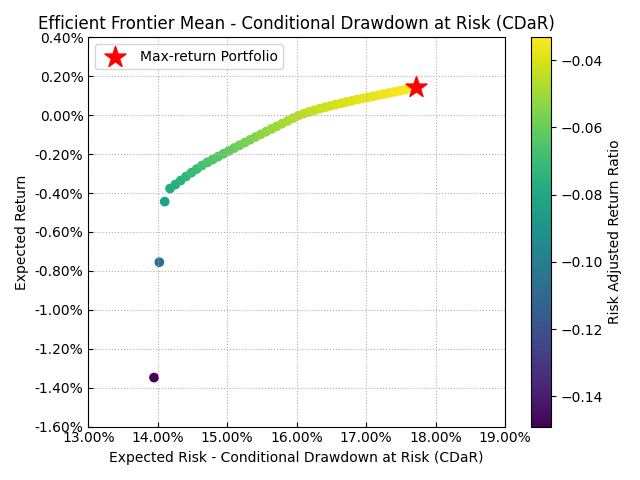 Efficient Frontier Mean - Conditional Drawdown at Risk (CDaR)
Max-return Portfolio
0.40%
0.20%
0.00%
-0.20%
-0.40%
-0.60%
-0.80%
-1.00%
-1.20%
-1.40%
-1.60%
Expected Return
13.00% 14.00% 15.00% 16.00% 17.00% 18.00% 19.00%
Expected Risk - Conditional Drawdown at Risk (CDaR)
−0.04
−0.06
−0.08
−0.10
−0.12
−0.14
Risk Adjusted Return Ratio